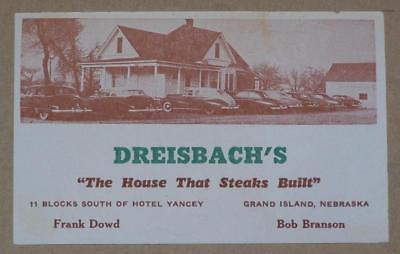 DREISBACH'S
"The House That Steaks Built"
11 BLOCKS SOUTH OF HOTEL YANCEY GRAND ISLAND, NEBRASKA
Frank Dowd Bob Branson